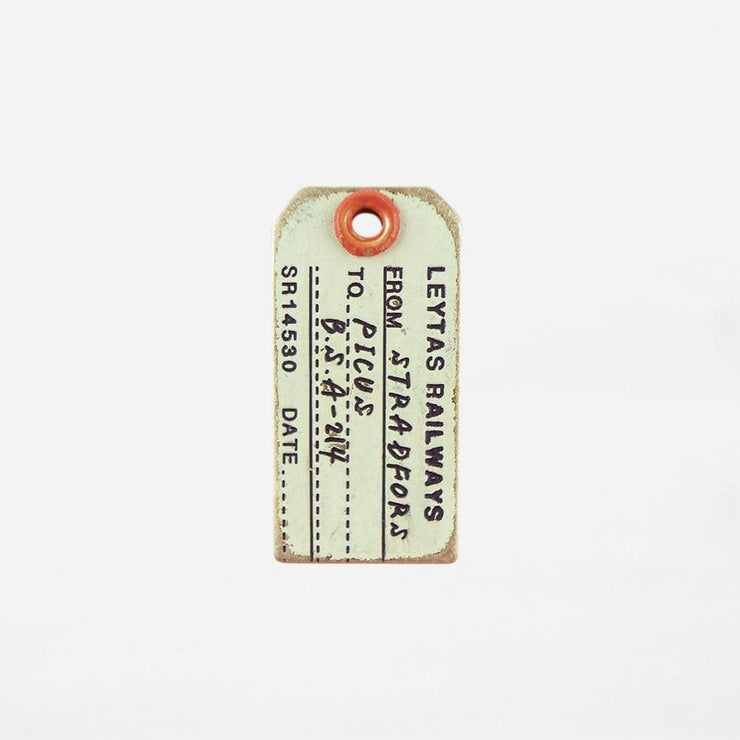 LEYTAS RAILWAYS
FROM STRADFORS
TO PICUS
B.S.A-214
SR14530 DATE